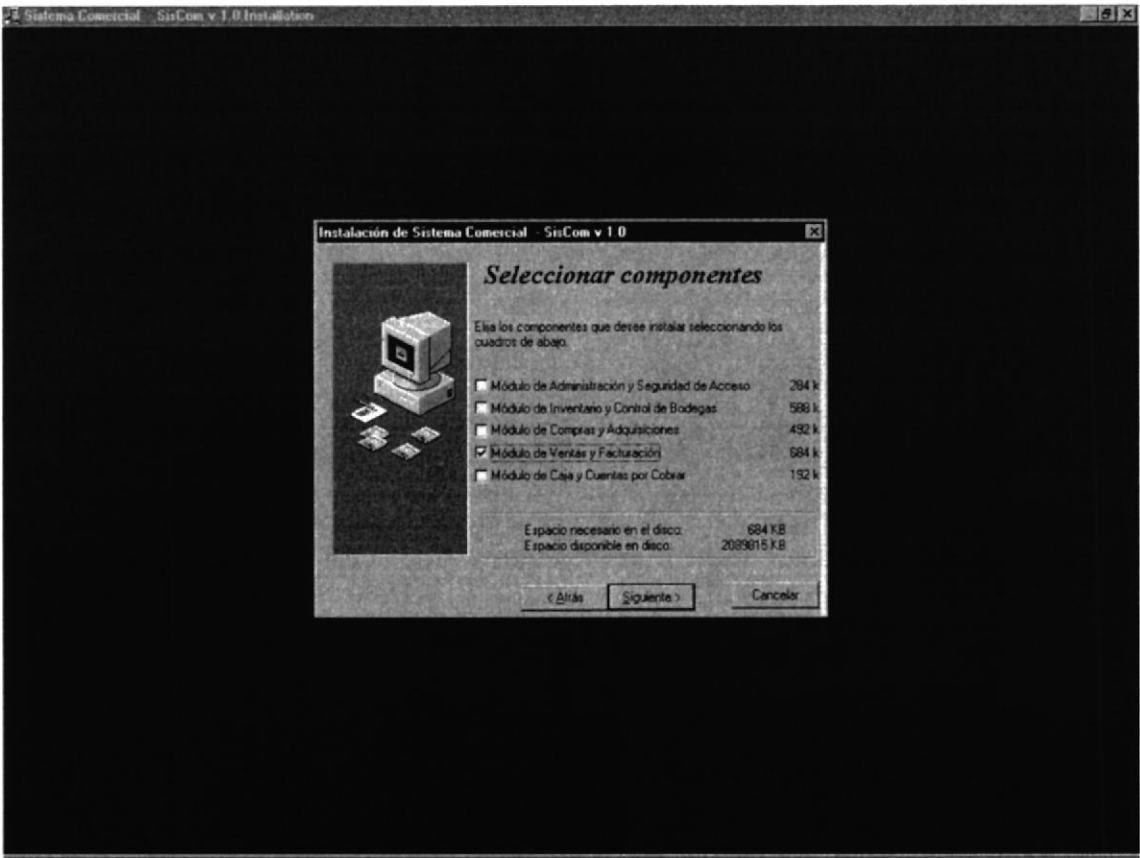 Sistema Comercial SisCom v 1.0 Installation
Instalación de Sistema Comercial - SisCom v 1.0
Seleccionar componentes
Elija los componentes que desee instalar seleccionando los
cuadros de abajo.
Módulo de Administración y Seguridad de Acceso 284 k
Módulo de Inventario y Control de Bodegas 588 k
Módulo de Compras y Adquisiciones 492 k
Módulo de Ventas y Facturación 684 k
Módulo de Caja y Cuentas por Cobrar 192 k
Espacio necesario en el disco: 684 KB
Espacio disponible en disco: 2089815 KB
< Atrás Siguiente > Cancelar